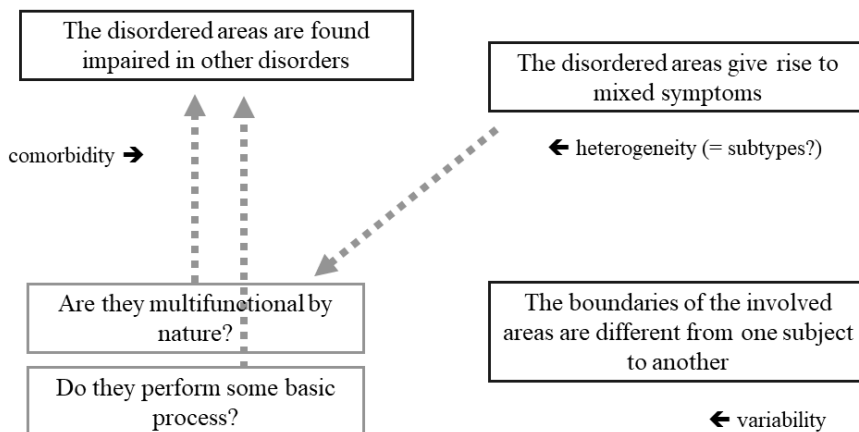 The disordered areas are found
impaired in other disorders
The disordered areas give rise to
mixed symptoms
comorbidity →
← heterogeneity (= subtypes?)
Are they multifunctional by
nature?
The boundaries of the involved
areas are different from one subject
to another
Do they perform some basic
process?
← variability